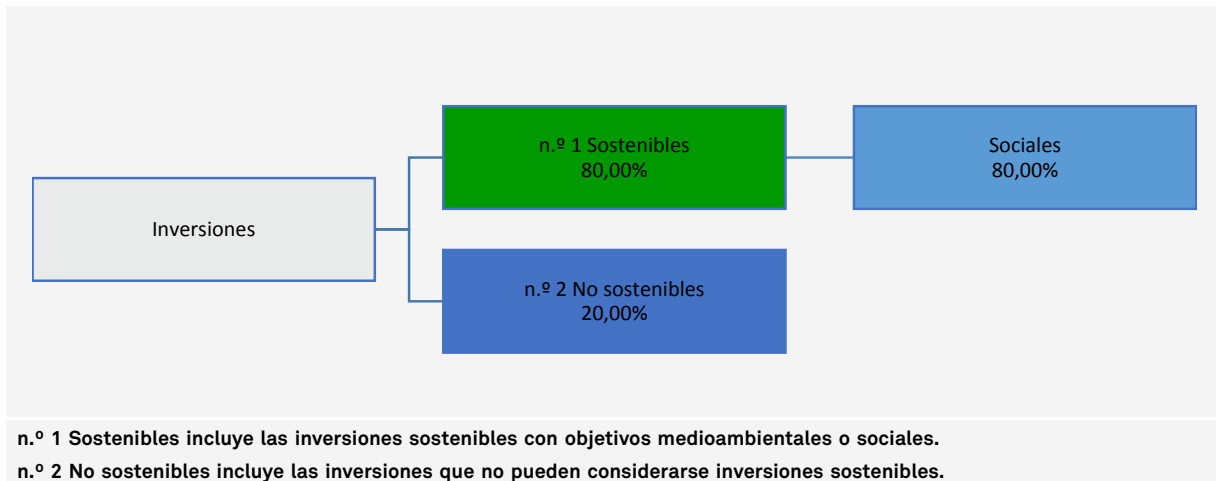 n.º 1 Sostenibles
80,00%
Sociales
80,00%
Inversiones
n.º 2 No sostenibles
20,00%
n.º 1 Sostenibles incluye las inversiones sostenibles con objetivos medioambientales o sociales.
n.º 2 No sostenibles incluye las inversiones que no pueden considerarse inversiones sostenibles.